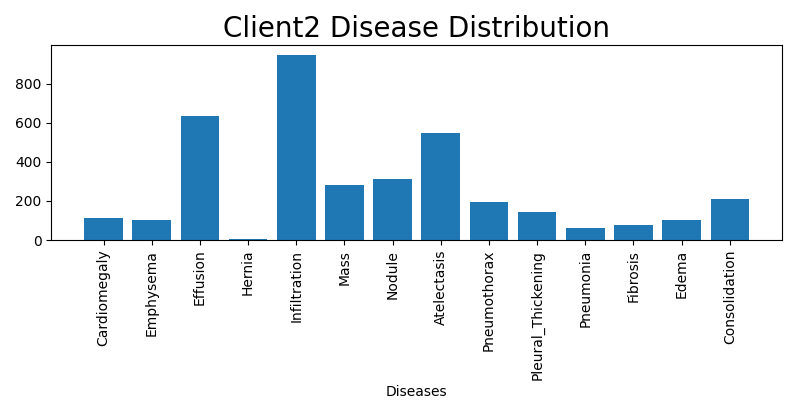 Client2 Disease Distribution
800
600
400
200
0
Cardiomegaly
Emphysema
Effusion
Hernia
Infiltration
Mass
Nodule
Atelectasis
Pneumothorax
Pleural_Thickening
Pneumonia
Fibrosis
Edema
Consolidation
Diseases